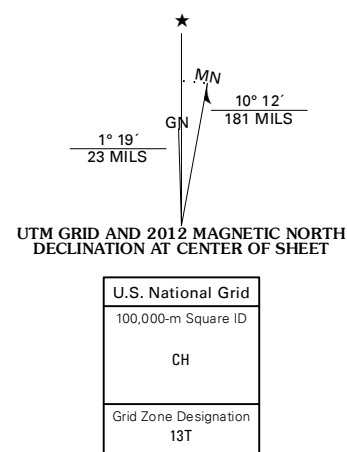 ★
MN
10° 12´
181 MILS
GN
1° 19´
23 MILS
UTM GRID AND 2012 MAGNETIC NORTH
DECLINATION AT CENTER OF SHEET
U.S. National Grid
100,000-m Square ID
CH
Grid Zone Designation
13T